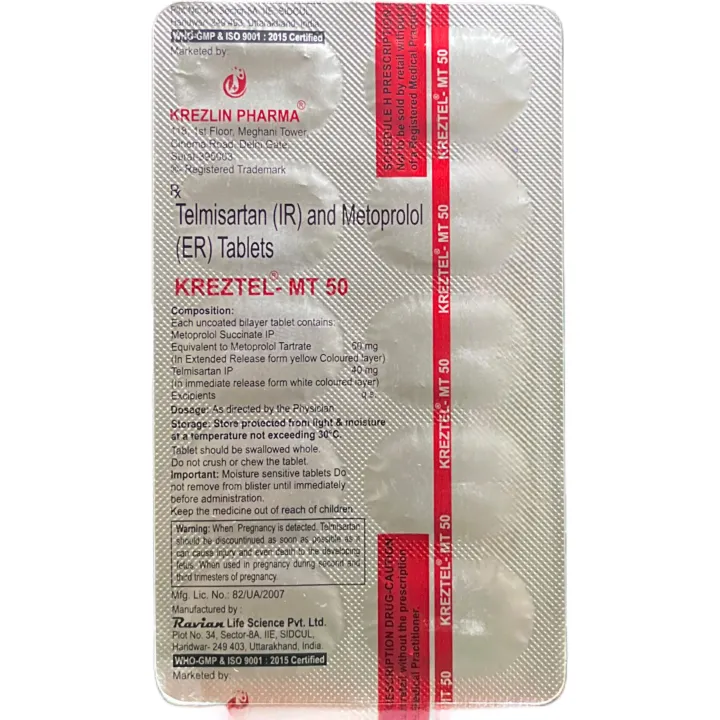 Haridwar- 249 403, Uttarakhand, India.
WHO-GMP & ISO 9001 : 2015 Certified
Marketed by:
KREZLIN PHARMA®
118, 1st Floor, Meghani Tower,
Cinema Road, Delhi Gate,
Surat-395003
Registered Trademark
Rx
Telmisartan (IR) and Metoprolol
(ER) Tablets
KREZTEL®- MT 50
Composition:
Each uncoated bilayer tablet contains:
Metoprolol Succinate IP
Equivalent to Metoprolol Tartrate 50 mg
(In Extended Release form yellow Coloured layer)
Telmisartan IP 40 mg
(In immediate release form white coloured layer)
Excipients q.s.
Dosage: As directed by the Physician
Storage: Store protected from light & moisture
at a temperature not exceeding 30°C.
Tablet should be swallowed whole.
Do not crush or chew the tablet.
Important: Moisture sensitive tablets Do
not remove from blister until immediately
before administration.
Keep the medicine out of reach of children
Warning: When Pregnancy is detected, Telmisartan
should be discontinued as soon as possible as it
can cause injury and even death to the developing
fetus. When used in pregnancy during second and
third trimesters of pregnancy.
Mfg. Lic. No.: 82/UA/2007
Manufactured by :
Ravian Life Science Pvt. Ltd.
Plot No. 34, Sector-8A, IIE, SIDCUL,
Haridwar- 249 403, Uttarakhand, India.
WHO-GMP & ISO 9001 : 2015 Certified
Marketed by:
SCHEDULE H PRESCRIPTION
Not to be sold by retail without
of a Registered Medical Practitioner
KREZTEL®- MT 50
KREZTEL®- MT 50
KREZTEL®- MT 50
KREZTEL®- MT 50
KREZTEL®- MT 50
MT 50
ESCRIPTION DRUG-CAUTION
retail without the prescription
Medical Practitioner.